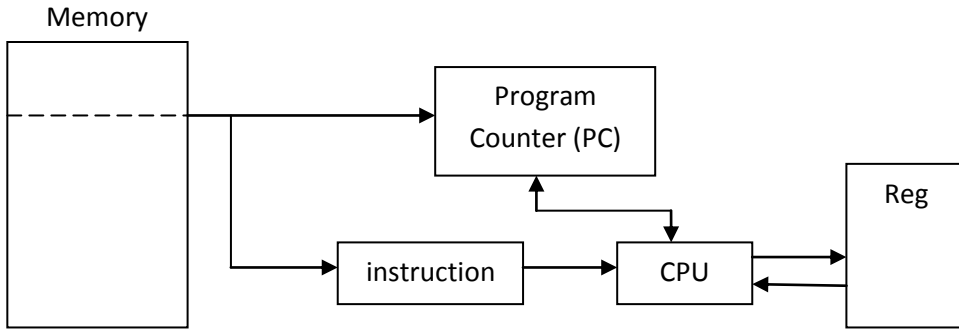 Memory
Program
Counter (PC)
Reg
instruction
CPU